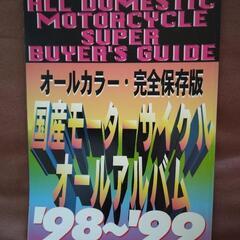 ALL DOMESTIC
MOTORCYCLE
SUPER
BUYER'S GUIDE
オールカラー・完全保存版
国産モーターサイクル
オールアルバム
'98~'99